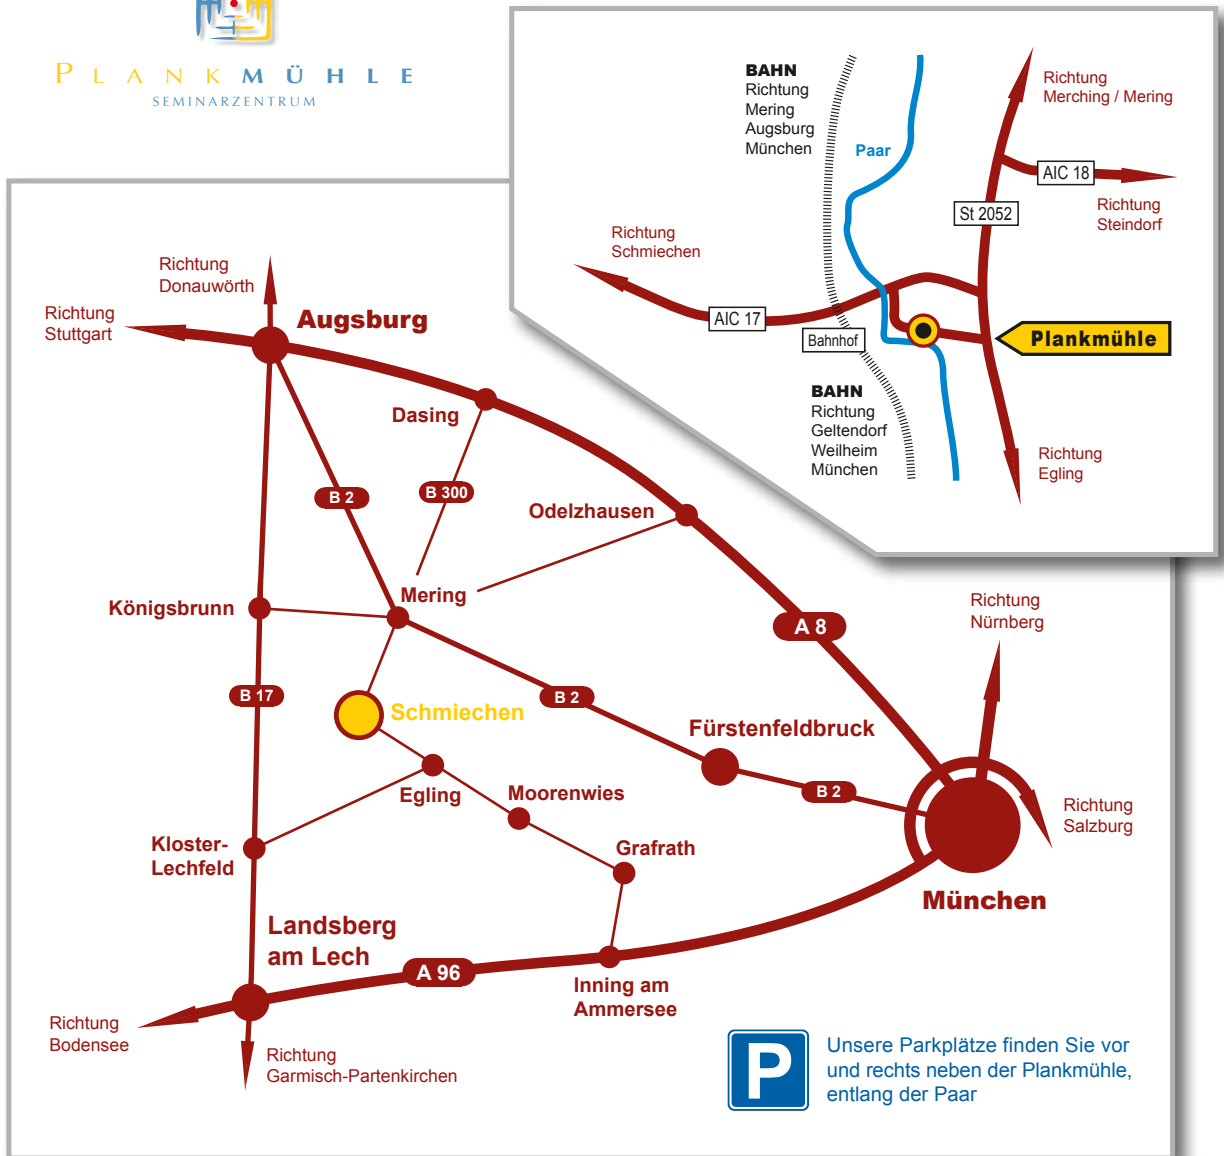 PLANKMÜHLE
SEMINARZENTRUM
BAHN
Richtung
Mering
Augsburg
München
Paar
Richtung
Merching / Mering
AIC 18
Richtung
Steindorf
St 2052
Richtung
Schmiechen
AIC 17
Bahnhof
Plankmühle
BAHN
Richtung
Geltendorf
Weilheim
München
Richtung
Egling
Richtung
Donauwörth
Richtung
Stuttgart
Augsburg
Dasing
B 2
B 300
Odelzhausen
Mering
Königsbrunn
A 8
Richtung
Nürnberg
B 17
Schmiechen
B 2
Fürstenfeldbruck
B 2
Egling
Moorenwies
Richtung
Salzburg
Kloster-
Lechfeld
Grafrath
München
Landsberg
am Lech
A 96
Inning am
Ammersee
Richtung
Bodensee
Richtung
Garmisch-Partenkirchen
P
Unsere Parkplätze finden Sie vor
und rechts neben der Plankmühle,
entlang der Paar